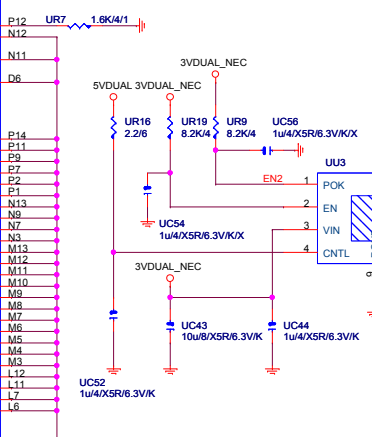 P12
UR7 1.6K/4/1
N12
N11
D6
3VDUAL_NEC
5VDUAL 3VDUAL_NEC
UR16
2.2/6
UR19
8.2K/4
UR9
8.2K/4
UC56
1u/4/X5R/6.3V/K/X
P14
P11
P9
P7
P2
P1
N13
N9
N7
N3
M13
M12
M11
M10
M9
M8
M7
M6
M5
M4
M3
L12
L11
L7
L6
UU3
EN2
1 POK
2 EN
3 VIN
4 CNTL
UC54
1u/4/X5R/6.3V/K/X
3VDUAL_NEC
9
UC43
10u/8/X5R/6.3V/K
UC44
1u/4/X5R/6.3V/K
UC52
1u/4/X5R/6.3V/K